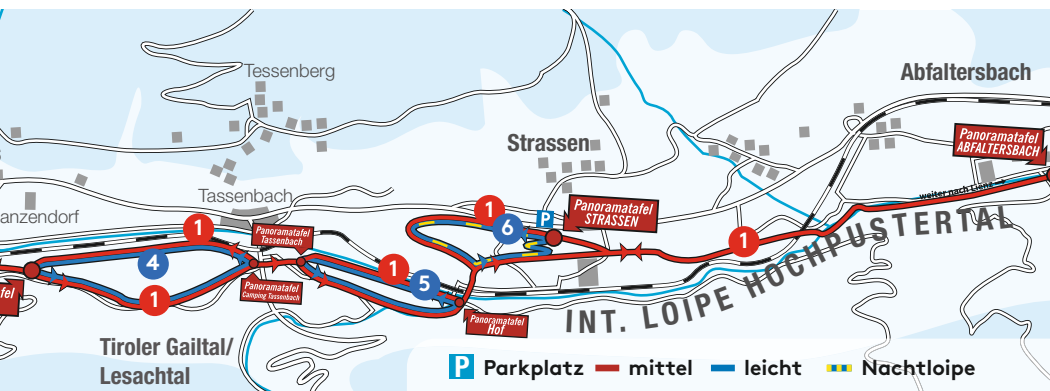 Tessenberg
Abfaltersbach
Strassen
Panoramatafel
ABFALTERSBACH
weiter nach Lienz
Tassenbach
anzendorf
Panoramatafel
STRASSEN
P
1
6
1
Panoramatafel
Tassenbach
1
4
1
5
1
Panoramatafel
Camping Tassenbach
Panoramatafel
Hof
INT. LOIPE HOCHPUSTERTAL
Tiroler Gailtal/
Lesachtal
P Parkplatz mittel leicht Nachtloipe